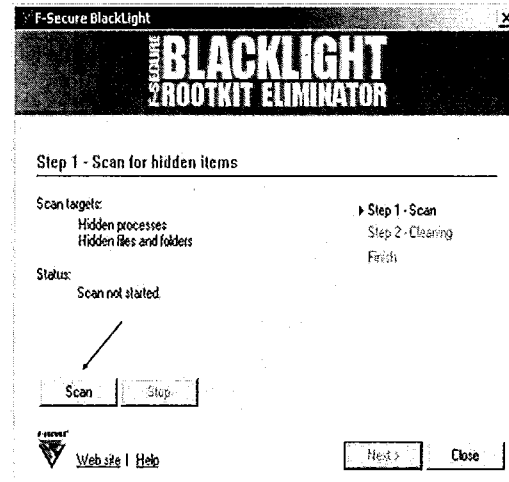 F-Secure BlackLight
F-SECURE
BLACKLIGHT
ROOTKIT ELIMINATOR
Step 1 - Scan for hidden items
Scan targets:
Hidden processes
Hidden files and folders
Status:
Scan not started.
Scan Stop
Step 1 - Scan
Step 2 - Cleaning
Finish
F-SECURE
Web site | Help
Next > Close